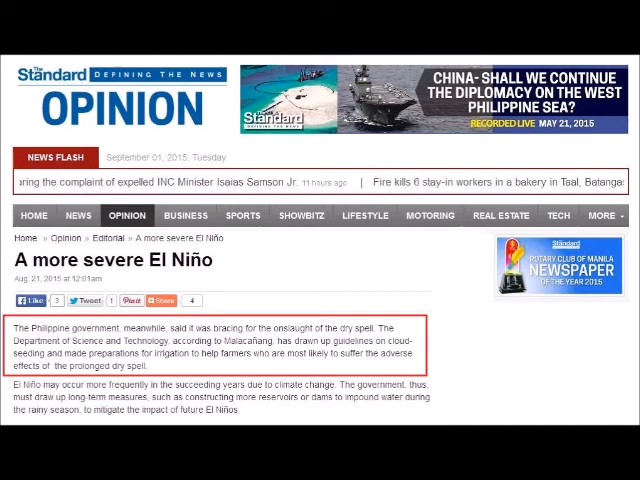 The Standard DEFINING THE NEWS
OPINION
CHINA- SHALL WE CONTINUE
THE DIPLOMACY ON THE WEST
PHILIPPINE SEA?
RECORDED LIVE MAY 21, 2015
The Standard
DEFINING THE NEWS
NEWS FLASH September 01, 2015, Tuesday
aring the complaint of expelled INC Minister Isaias Samson Jr. 11 hours ago | Fire kills 6 stay-in workers in a bakery in Taal, Batangas
HOME NEWS OPINION BUSINESS SPORTS SHOWBITZ LIFESTYLE MOTORING REAL ESTATE TECH MORE
Home » Opinion » Editorial » A more severe El Niño
A more severe El Niño
Aug. 21, 2015 at 12:01am
Like 3 Tweet 1 Pin it Share 4
The Standard
ROTARY CLUB OF MANILA
NEWSPAPER
OF THE YEAR 2015
The Philippine government, meanwhile, said it was bracing for the onslaught of the dry spell. The
Department of Science and Technology, according to Malacañang, has drawn up guidelines on cloud-
seeding and made preparations for irrigation to help farmers who are most likely to suffer the adverse
effects of the prolonged dry spell.
El Niño may occur more frequently in the succeeding years due to climate change. The government, thus,
must draw up long-term measures, such as constructing more reservoirs or dams to impound water during
the rainy season, to mitigate the impact of future El Niños.